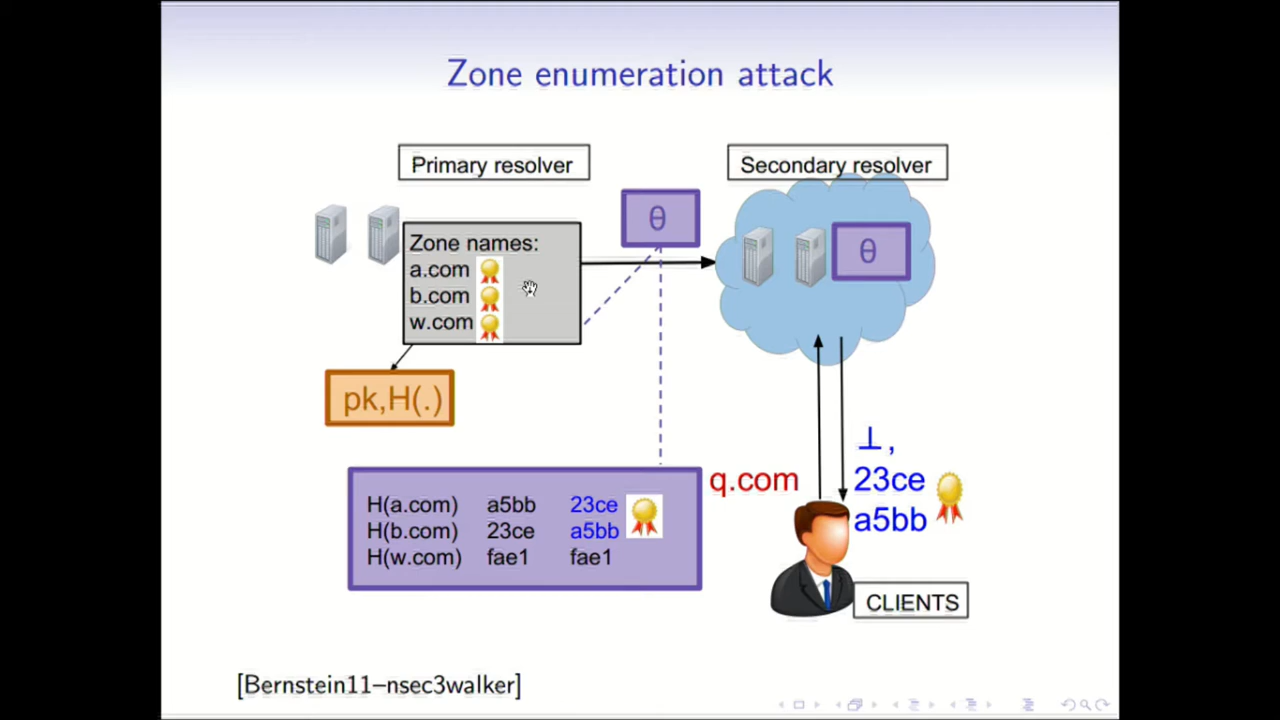 Zone enumeration attack
Primary resolver
Secondary resolver
θ
θ
Zone names:
a.com
b.com
w.com
pk,H(.)
⊥,
q.com
23ce
a5bb
H(a.com) a5bb 23ce
H(b.com) 23ce a5bb
H(w.com) fae1 fae1
CLIENTS
[Bernstein11–nsec3walker]